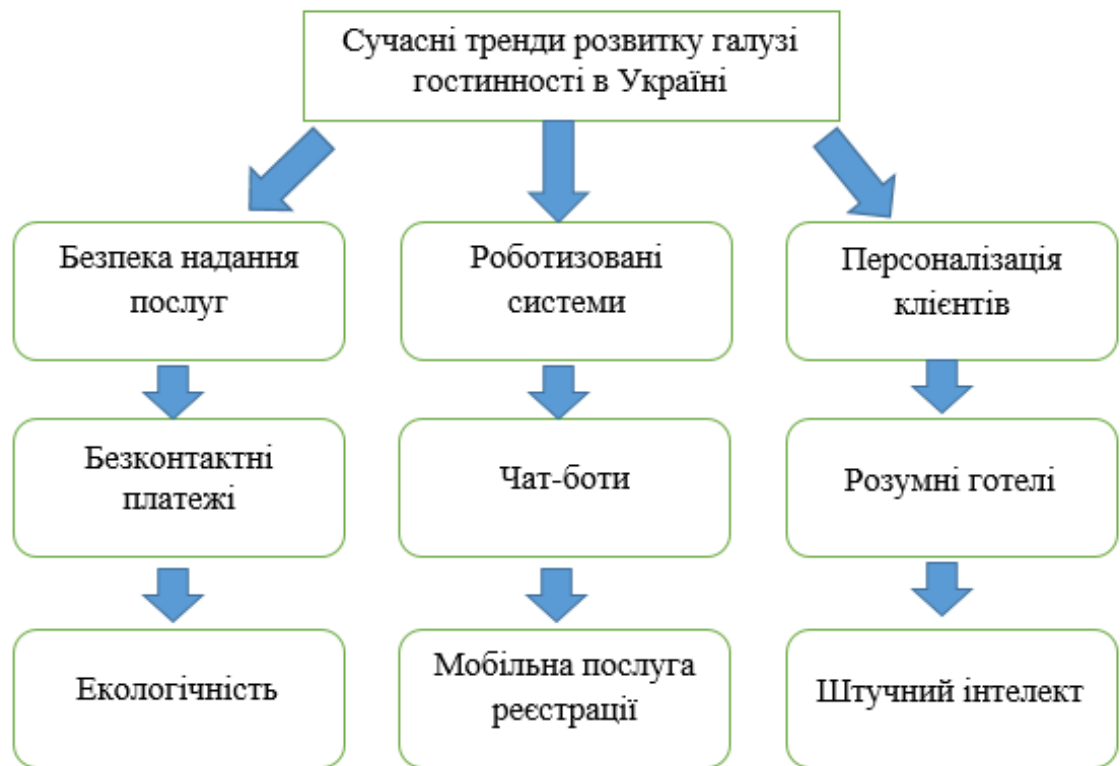 Сучасні тренди розвитку галузі
гостинності в Україні
Безпека надання
послуг
Роботизовані
системи
Персоналізація
клієнтів
Безконтактні
платежі
Чат-боти
Розумні готелі
Екологічність
Мобільна послуга
реєстрації
Штучний інтелект